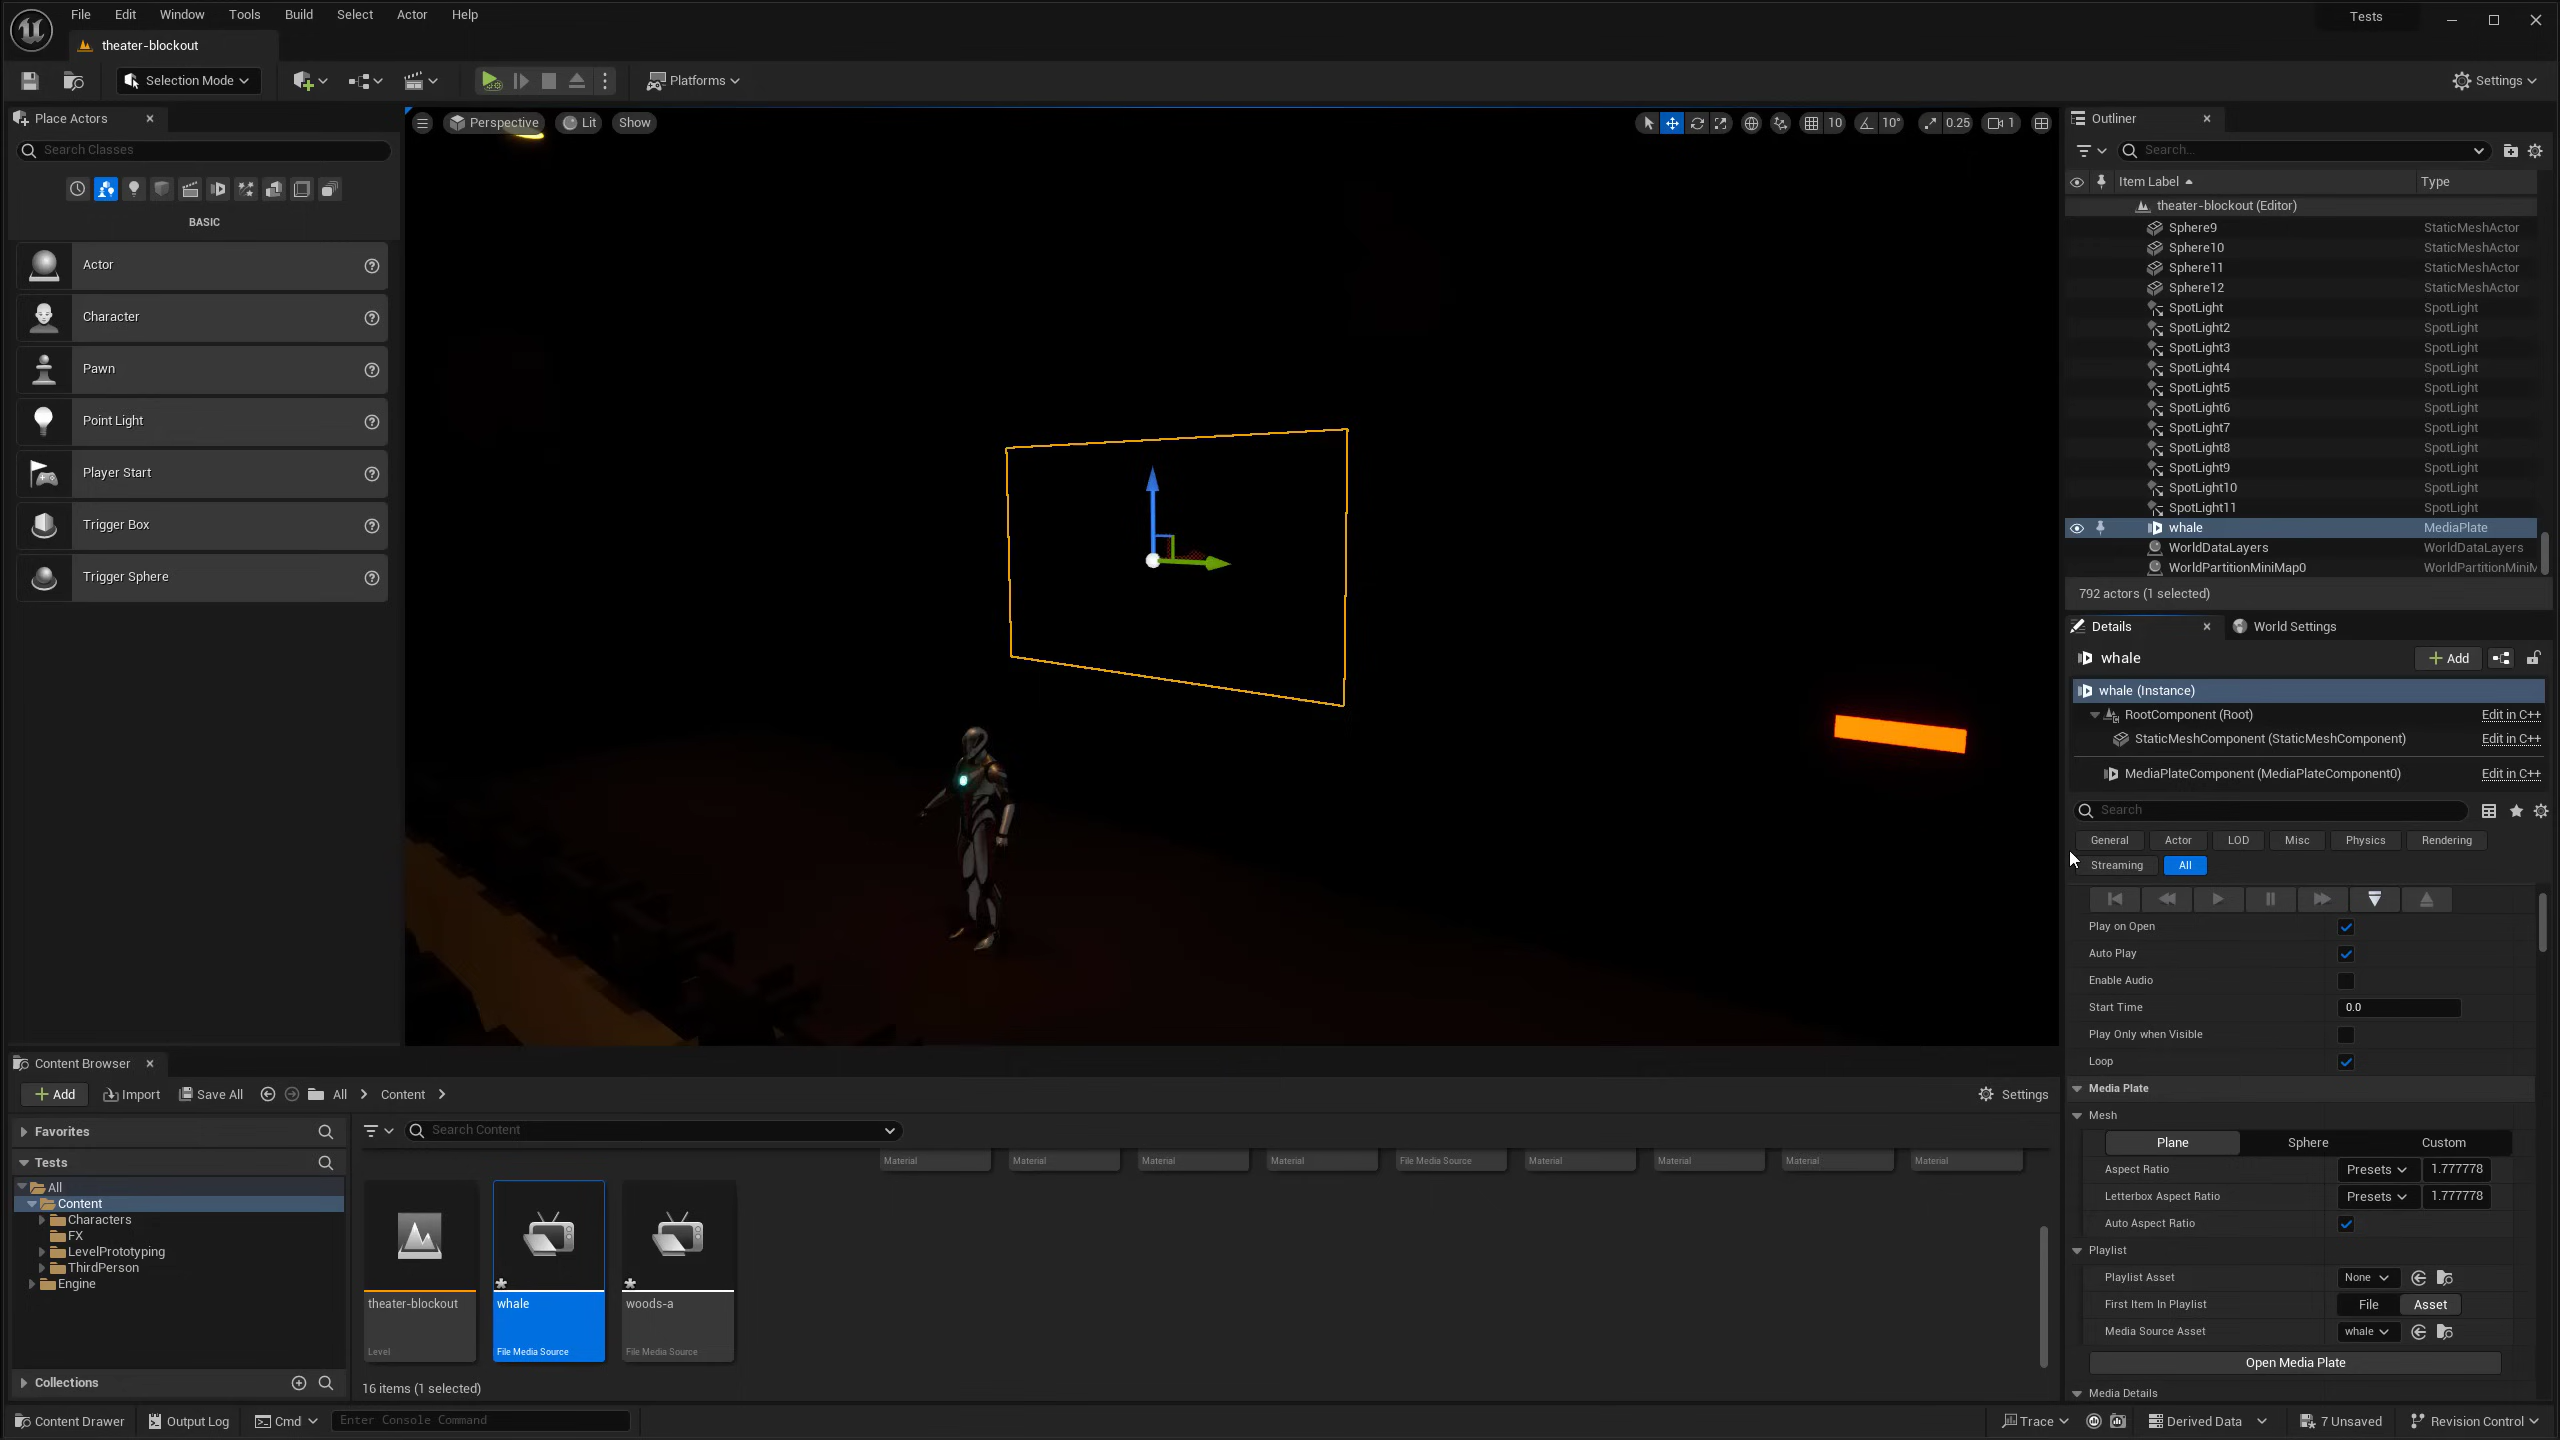 File Edit Window Tools Build Select Actor Help
Tests
theater-blockout
Selection Mode
Platforms
Settings
Place Actors
Search Classes
BASIC
Actor
Character
Pawn
Point Light
Player Start
Trigger Box
Trigger Sphere
Perspective Lit Show
10 10° 0.25 1
Outliner
Search...
Item Label Type
theater-blockout (Editor)
Sphere9 StaticMeshActor
Sphere10 StaticMeshActor
Sphere11 StaticMeshActor
Sphere12 StaticMeshActor
SpotLight SpotLight
SpotLight2 SpotLight
SpotLight3 SpotLight
SpotLight4 SpotLight
SpotLight5 SpotLight
SpotLight6 SpotLight
SpotLight7 SpotLight
SpotLight8 SpotLight
SpotLight9 SpotLight
SpotLight10 SpotLight
SpotLight11 SpotLight
whale MediaPlate
WorldDataLayers WorldDataLayers
WorldPartitionMiniMap0 WorldPartitionMiniM
792 actors (1 selected)
Details World Settings
whale Add
whale (Instance)
RootComponent (Root) Edit in C++
StaticMeshComponent (StaticMeshComponent) Edit in C++
MediaPlateComponent (MediaPlateComponent0) Edit in C++
Search
General Actor LOD Misc Physics Rendering
Streaming All
Play on Open
Auto Play
Enable Audio
Start Time 0.0
Play Only when Visible
Loop
Media Plate
Mesh
Plane Sphere Custom
Aspect Ratio Presets 1.777778
Letterbox Aspect Ratio Presets 1.777778
Auto Aspect Ratio
Playlist
Playlist Asset None
First Item In Playlist File Asset
Media Source Asset whale
Open Media Plate
Media Details
Content Browser
Add Import Save All All Content Settings
Favorites
Search Content
Tests
All
Content
Characters
FX
LevelPrototyping
ThirdPerson
Engine
Collections
Material Material Material Material File Media Source Material Material Material Material
theater-blockout whale woods-a
Level File Media Source File Media Source
16 items (1 selected)
Content Drawer Output Log Cmd Enter Console Command
Trace Derived Data 7 Unsaved Revision Control